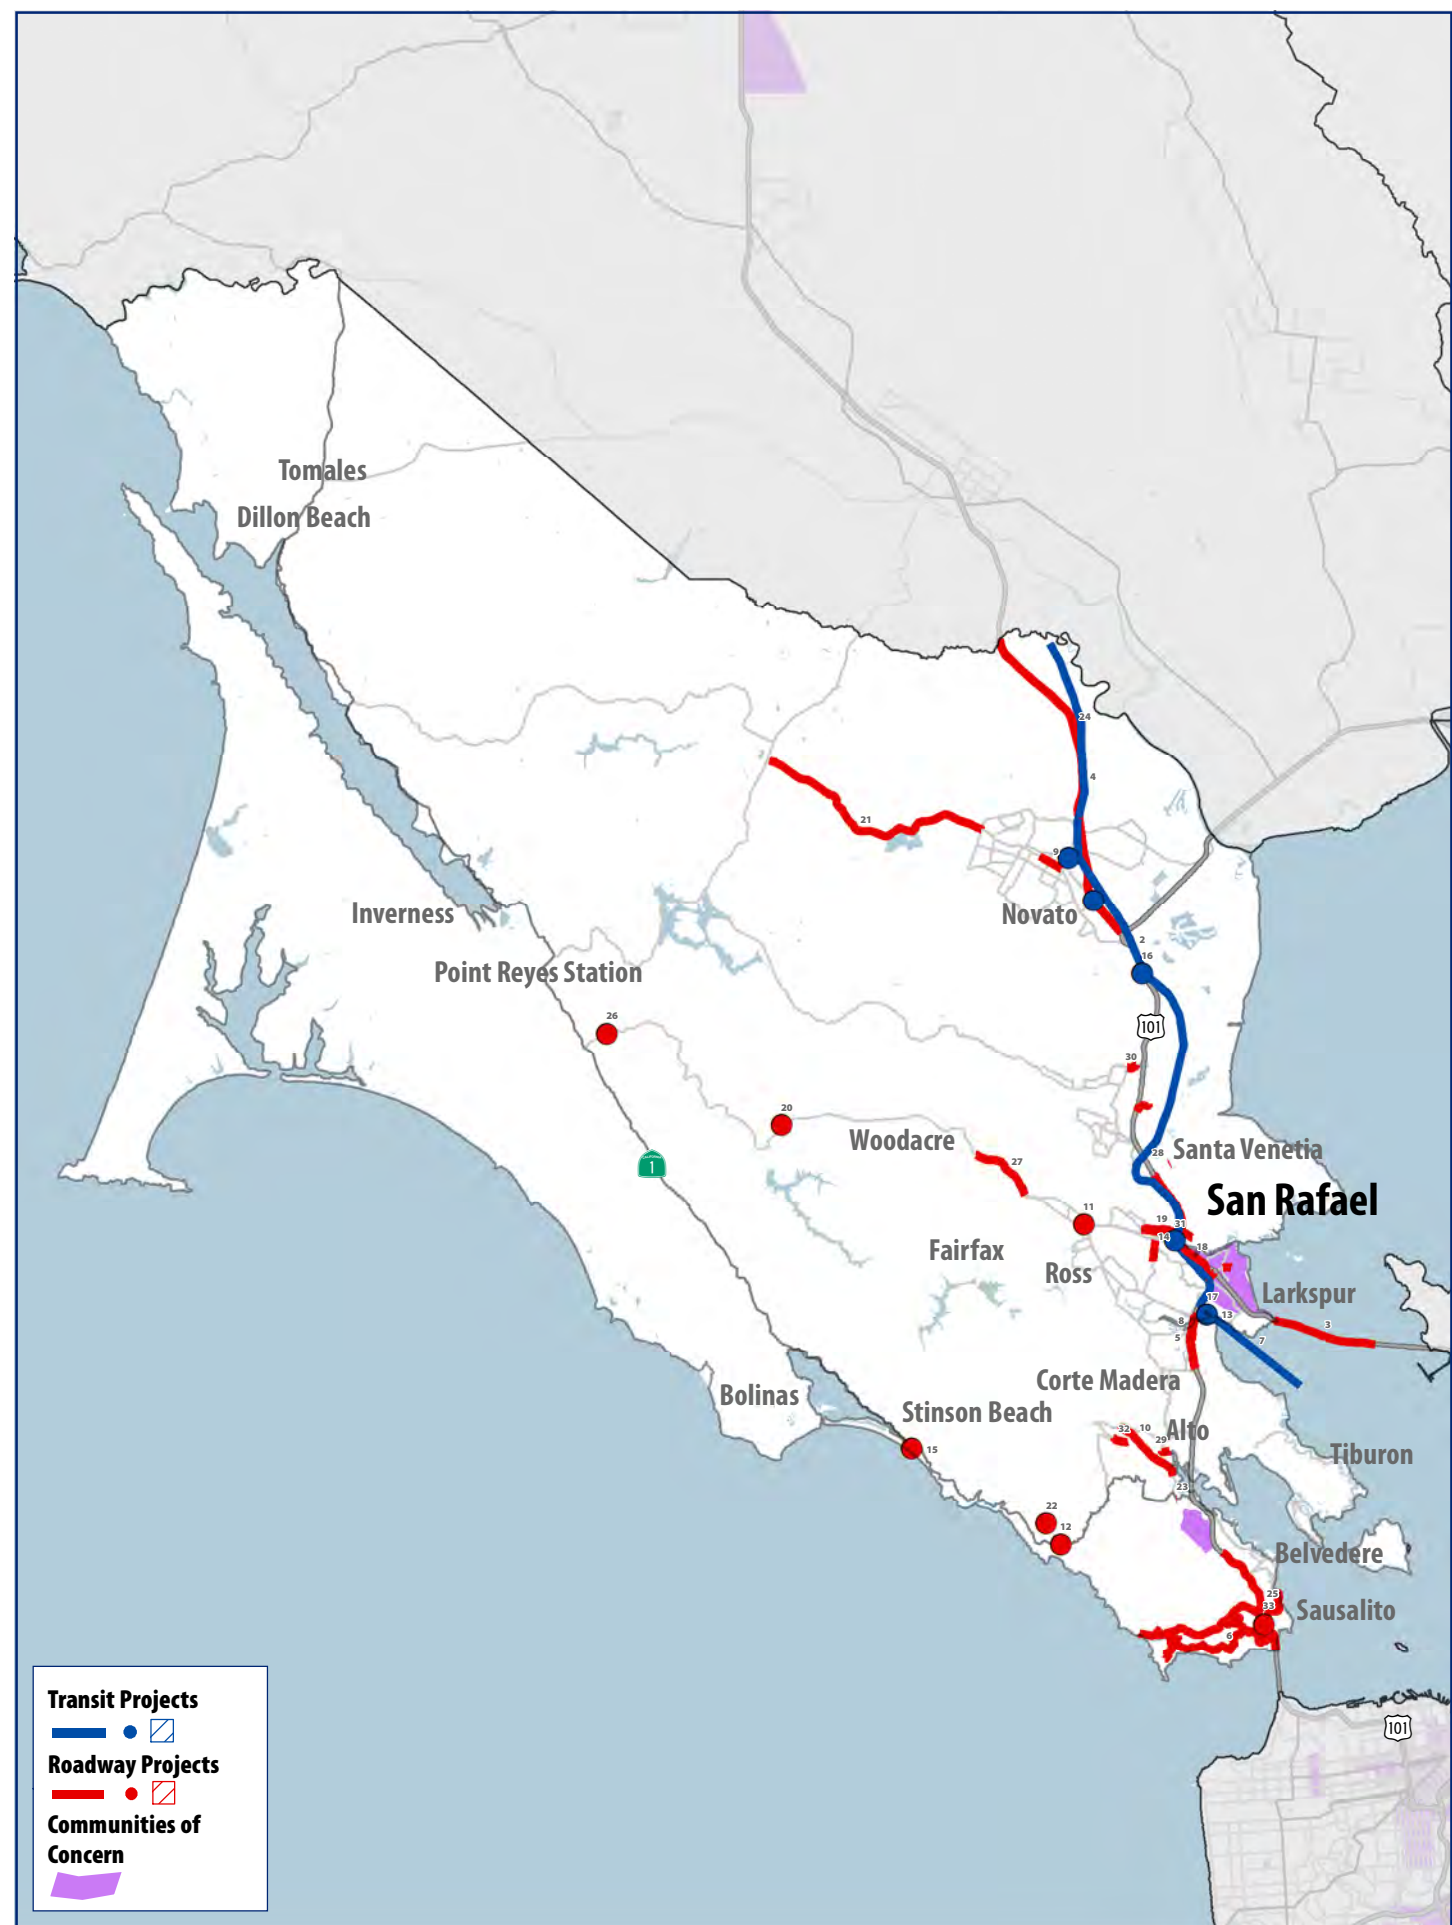 Tomales
Dillon Beach
24
4
2
21
9
Inverness
Novato
2
16
Point Reyes Station
101
26
30
20
Woodacre
28
Santa Venetia
CALIFORNIA
1
27
San Rafael
11
19
31
14
18
Fairfax
Ross
Larkspur
17
13
8
5
3
7
Corte Madera
Bolinas
Stinson Beach
32
10
Alto
29
15
Tiburon
23
22
12
Belvedere
25
33
Sausalito
6
Transit Projects
Roadway Projects
Communities of
Concern
101